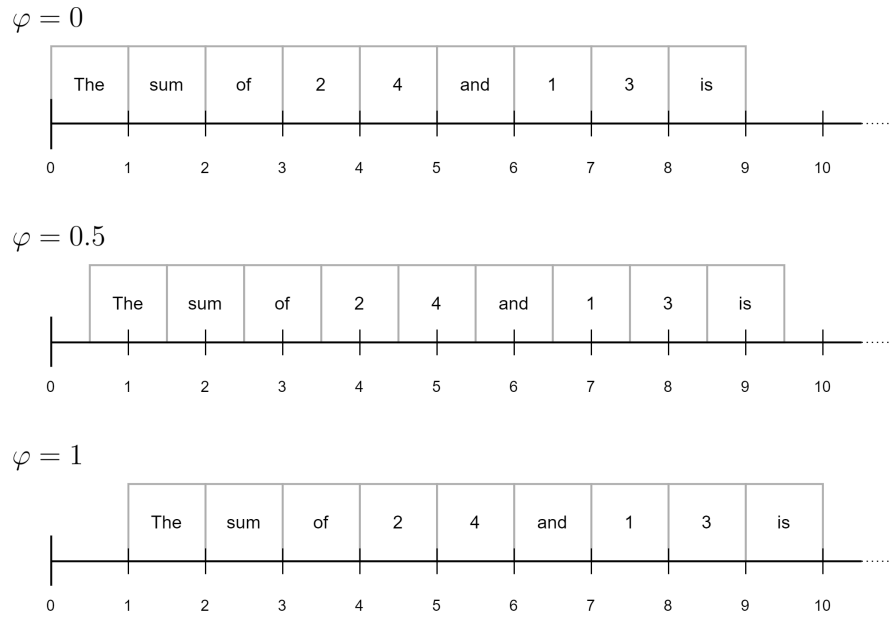 φ = 0
The sum of 2 4 and 1 3 is
0 1 2 3 4 5 6 7 8 9 10
φ = 0.5
The sum of 2 4 and 1 3 is
0 1 2 3 4 5 6 7 8 9 10
φ = 1
The sum of 2 4 and 1 3 is
0 1 2 3 4 5 6 7 8 9 10